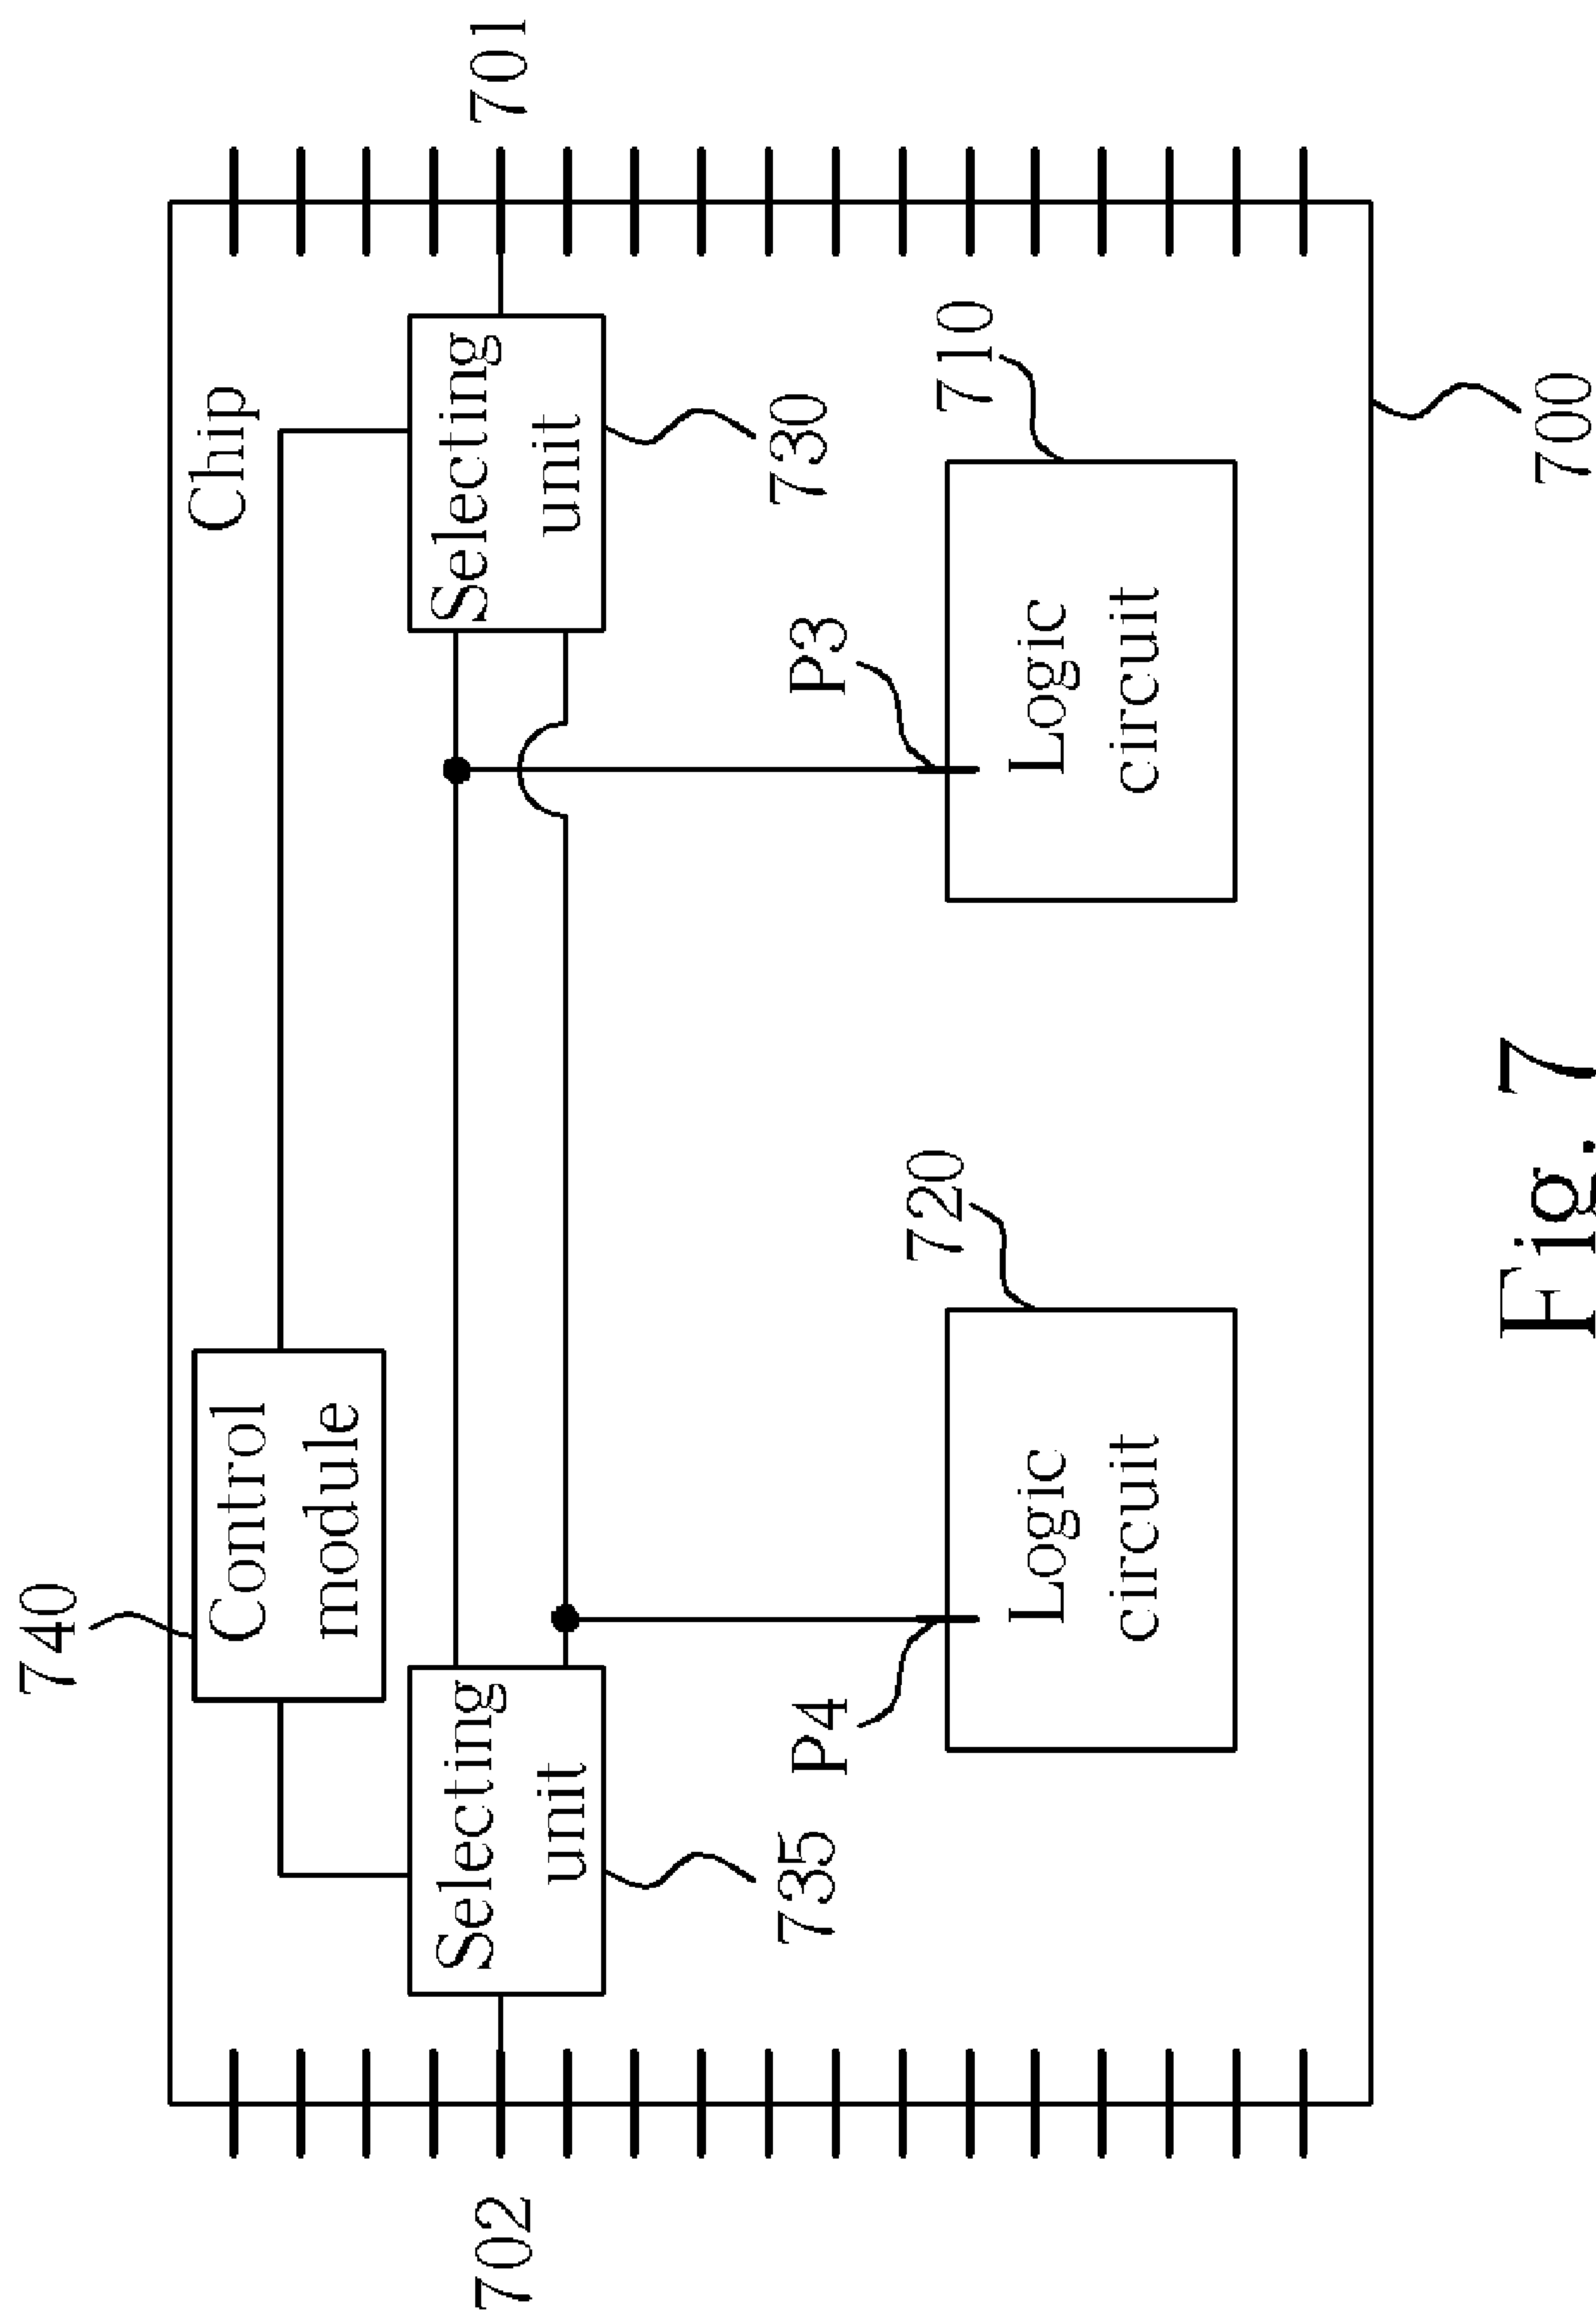 740
Control
module
Chip
702
Selecting
unit
735
Selecting
unit
730
701
P4
P3
720
Logic
circuit
710
Logic
circuit
700
Fig. 7